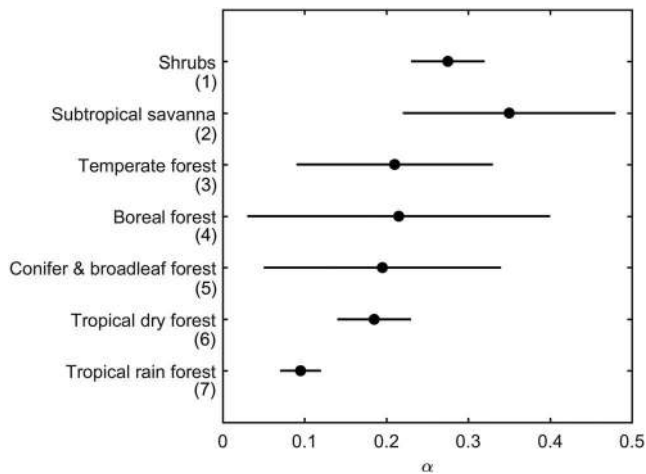 Shrubs
(1)
Subtropical savanna
(2)
Temperate forest
(3)
Boreal forest
(4)
Conifer & broadleaf forest
(5)
Tropical dry forest
(6)
Tropical rain forest
(7)
0 0.1 0.2 0.3 0.4 0.5
α